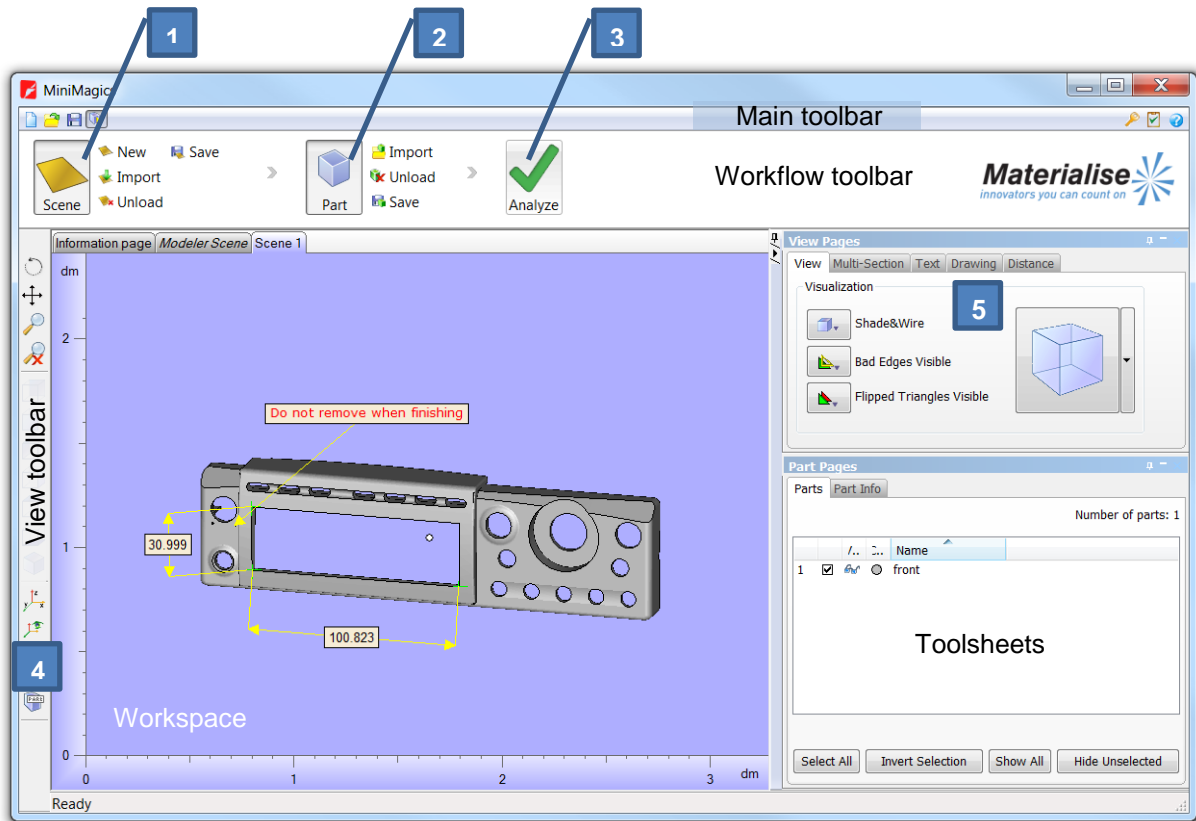 1
2
3
MiniMagics
Main toolbar
New
Save
Import
Unload
Scene
Import
Unload
Save
Part
Analyze
Workflow toolbar
Materialise
innovators you can count on
Information page
Modeler Scene
Scene 1
View Pages
View
Multi-Section
Text
Drawing
Distance
Visualization
5
Shade&Wire
Bad Edges Visible
Flipped Triangles Visible
dm
2
1
0
View toolbar
z
y
x
4
PART
Do not remove when finishing
30.999
100.823
Workspace
0
1
2
3
dm
Part Pages
Parts
Part Info
Number of parts: 1
/..
Name
1
front
Toolsheets
Select All
Invert Selection
Show All
Hide Unselected
Ready